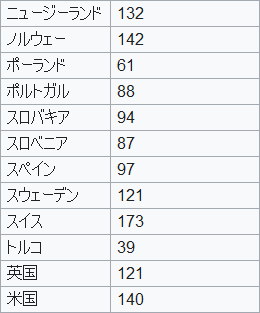 ニュージーランド 132
ノルウェー 142
ポーランド 61
ポルトガル 88
スロバキア 94
スロベニア 87
スペイン 97
スウェーデン 121
スイス 173
トルコ 39
英国 121
米国 140